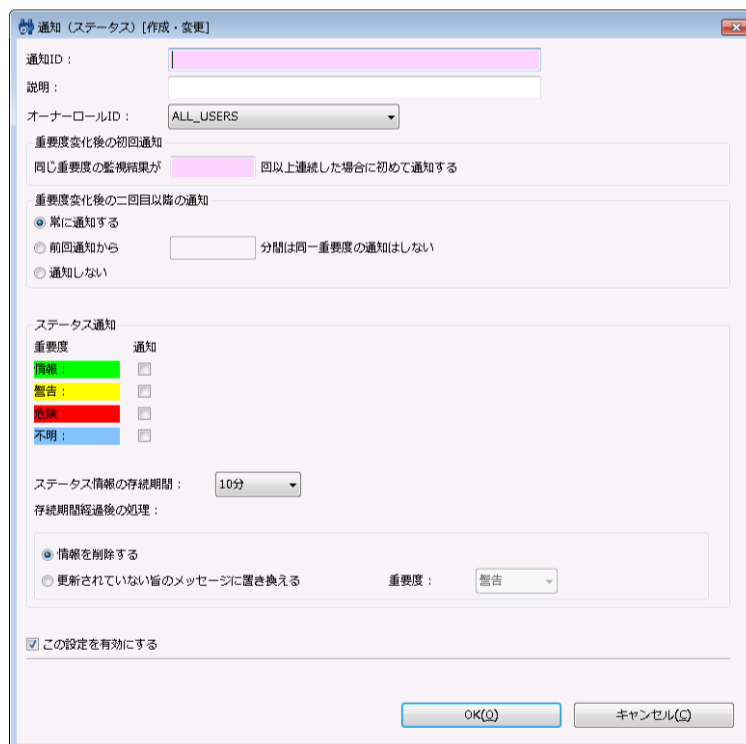 通知（ステータス）[作成・変更]
通知ID：
説明：
オーナーロールID： ALL_USERS
重要度変化後の初回通知
同じ重要度の監視結果が 回以上連続した場合に初めて通知する
重要度変化後の二回目以降の通知
常に通知する
前回通知から 分間は同一重要度の通知はしない
通知しない
ステータス通知
重要度 通知
情報：
警告：
危険：
不明：
ステータス情報の存続期間： 10分
存続期間経過後の処理：
情報を削除する
更新されていない旨のメッセージに置き換える 重要度： 警告
この設定を有効にする
OK(O) キャンセル(C)